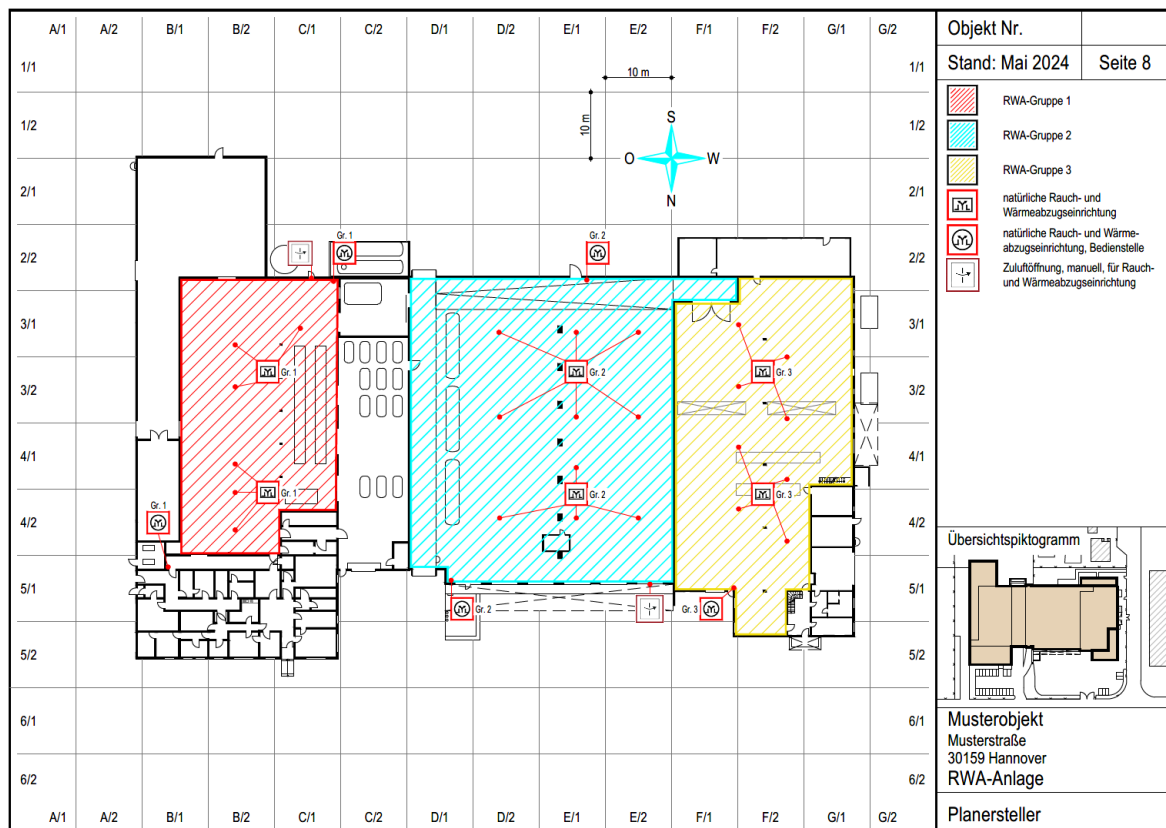 A/1 A/2 B/1 B/2 C/1 C/2 D/1 D/2 E/1 E/2 F/1 F/2 G/1 G/2
1/1 1/1
10 m
10 m
1/2 1/2
S
O W
N
2/1 2/1
Gr. 1 Gr. 2
2/2 2/2
3/1 3/1
Gr. 1 Gr. 2 Gr. 3
3/2 3/2
4/1 4/1
Gr. 1 Gr. 2 Gr. 3
Gr. 1
4/2 4/2
5/1 5/1
Gr. 2 Gr. 3
5/2 5/2
6/1 6/1
6/2 6/2
A/1 A/2 B/1 B/2 C/1 C/2 D/1 D/2 E/1 E/2 F/1 F/2 G/1 G/2
Objekt Nr.
Stand: Mai 2024 Seite 8
RWA-Gruppe 1
RWA-Gruppe 2
RWA-Gruppe 3
natürliche Rauch- und
Wärmeabzugseinrichtung
natürliche Rauch- und Wärme-
abzugseinrichtung, Bedienstelle
Zuluftöffnung, manuell, für Rauch-
und Wärmeabzugseinrichtung
Übersichtspiktogramm
Musterobjekt
Musterstraße
30159 Hannover
RWA-Anlage
Planersteller